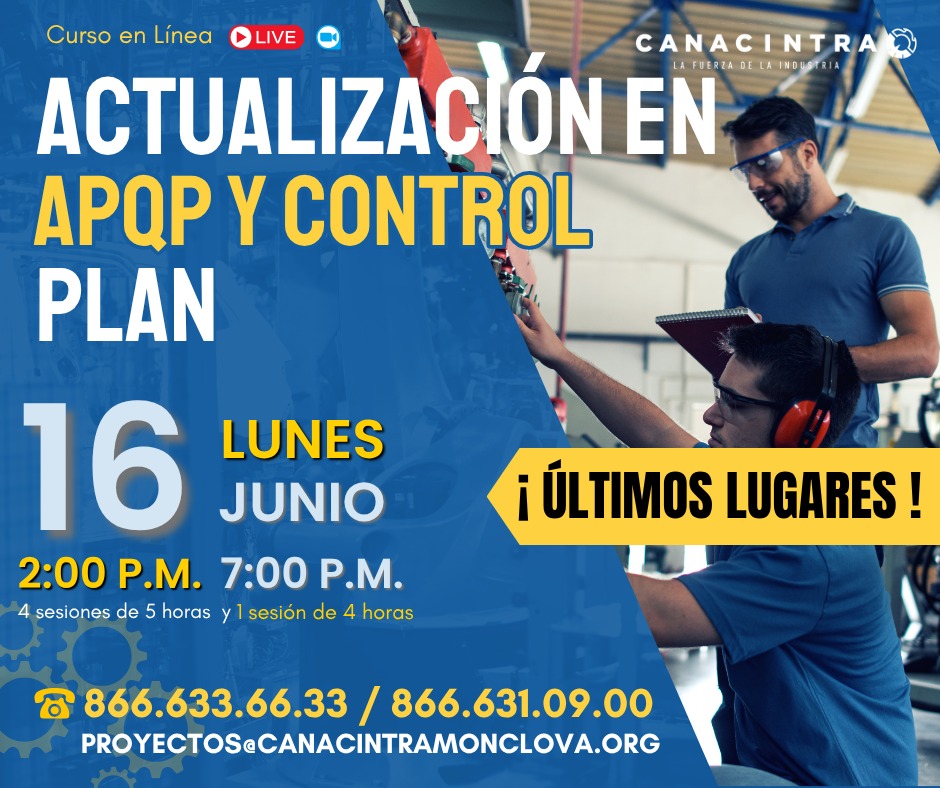 Curso en Línea
LIVE
CANACINTRA
LA FUERZA DE LA INDUSTRIA
ACTUALIZACIÓN EN
APQP Y CONTROL
PLAN
16
LUNES
JUNIO
¡ ÚLTIMOS LUGARES !
2:00 P.M. 7:00 P.M.
4 sesiones de 5 horas y 1 sesión de 4 horas
866.633.66.33 / 866.631.09.00
PROYECTOS@CANACINTRAMONCLOVA.ORG